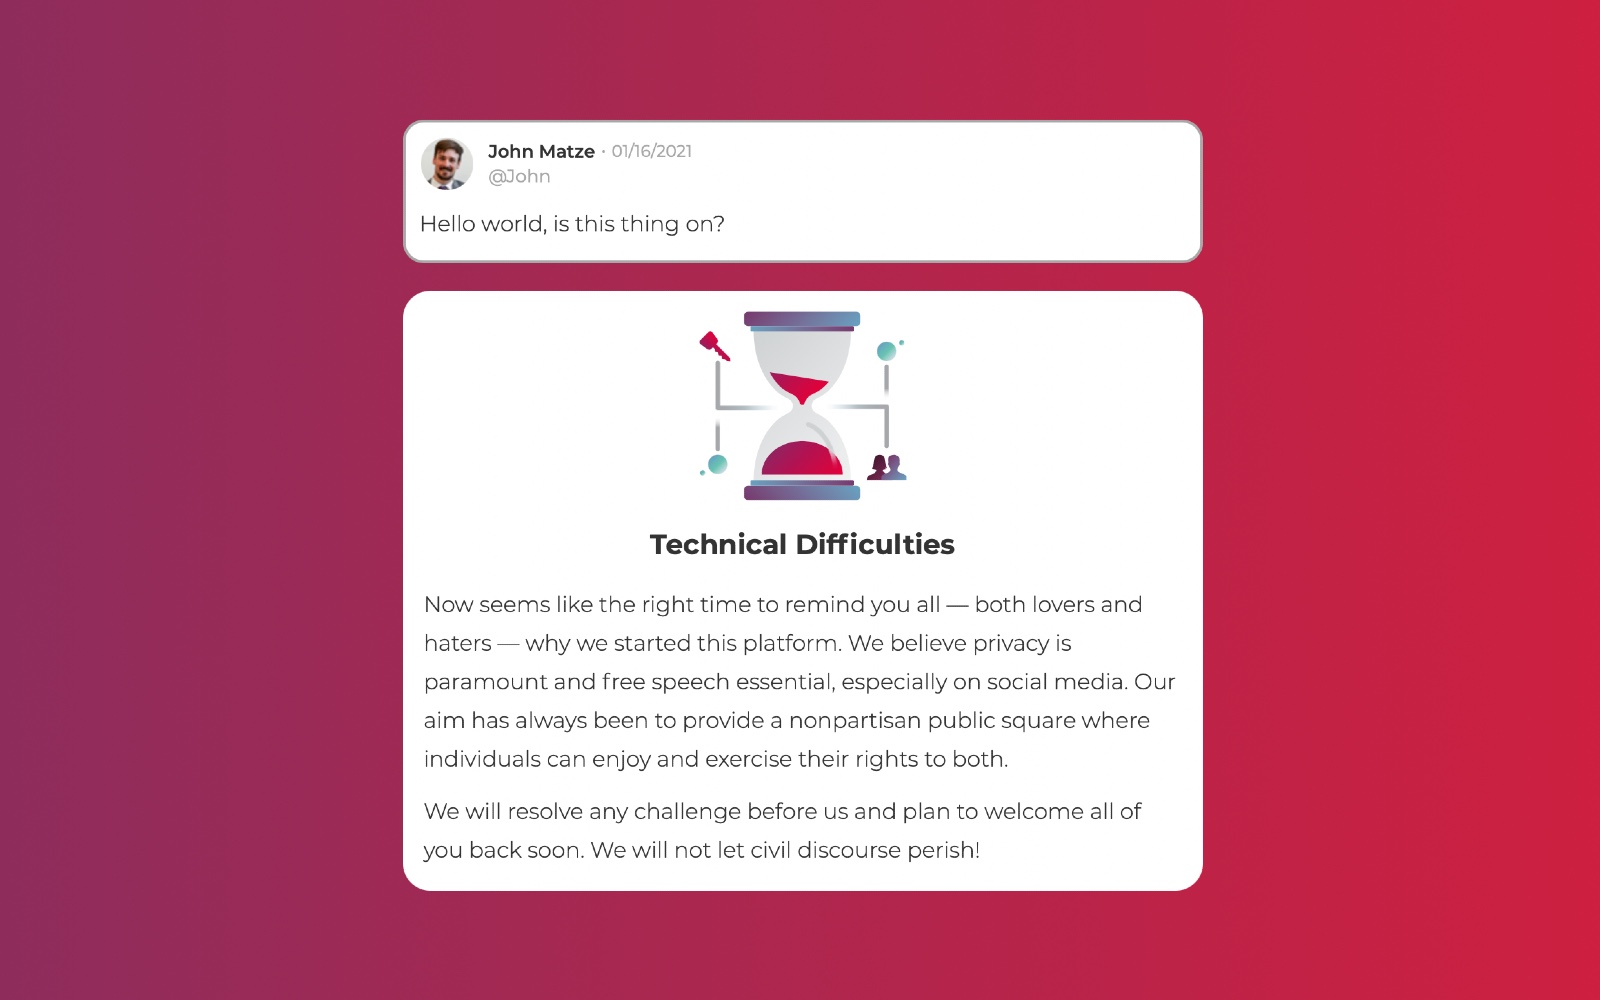 John Matze • 01/16/2021
@John
Hello world, is this thing on?
Technical Difficulties
Now seems like the right time to remind you all — both lovers and
haters — why we started this platform. We believe privacy is
paramount and free speech essential, especially on social media. Our
aim has always been to provide a nonpartisan public square where
individuals can enjoy and exercise their rights to both.
We will resolve any challenge before us and plan to welcome all of
you back soon. We will not let civil discourse perish!